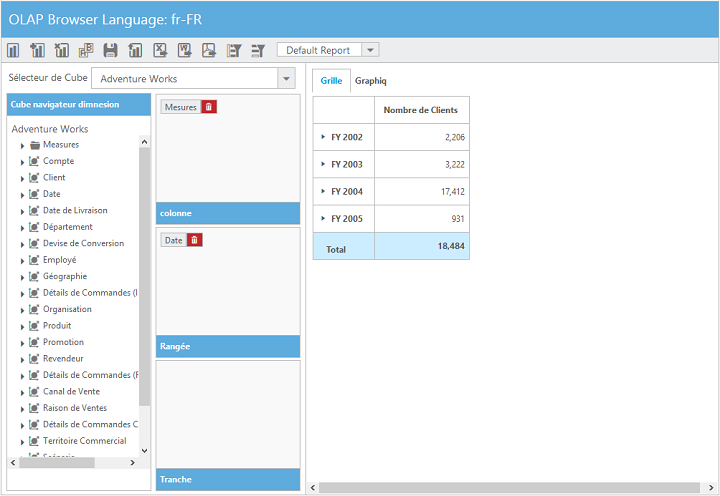 OLAP Browser Language: fr-FR
Default Report
Sélecteur de Cube
Adventure Works
Cube navigateur dimnesion
Adventure Works
Measures
Compte
Client
Date
Date de Livraison
Département
Devise de Conversion
Employé
Géographie
Détails de Commandes (I
Organisation
Produit
Promotion
Revendeur
Détails de Commandes (F
Canal de Vente
Raison de Ventes
Détails de Commandes C
Territoire Commercial
Mesures
colonne
Date
Rangée
Tranche
Grille Graphiq
Nombre de Clients
FY 2002 2,206
FY 2003 3,222
FY 2004 17,412
FY 2005 931
Total 18,484